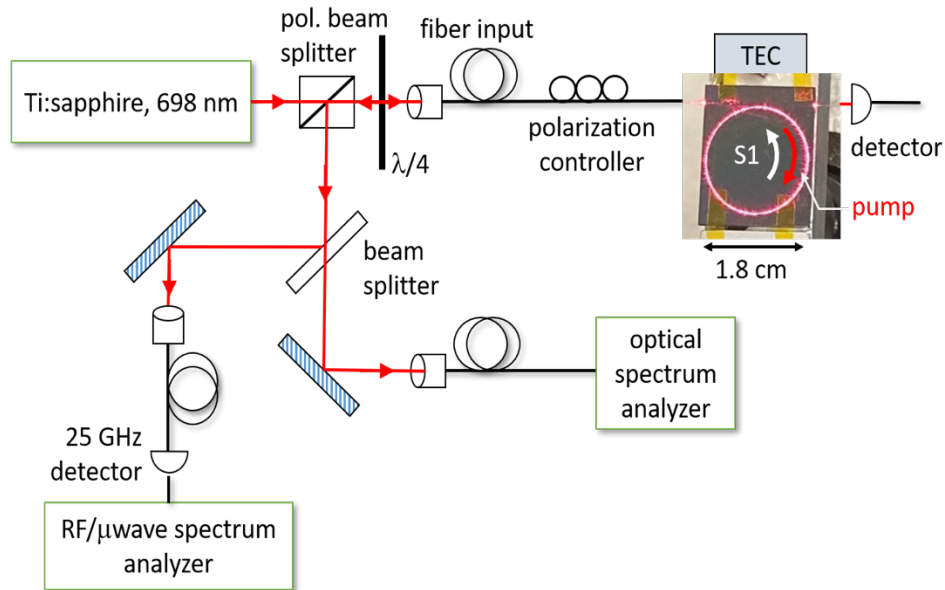 pol. beam
splitter
fiber input
TEC
Ti:sapphire, 698 nm
λ/4
polarization
controller
S1
detector
pump
1.8 cm
beam
splitter
optical
spectrum
analyzer
25 GHz
detector
RF/μwave spectrum
analyzer